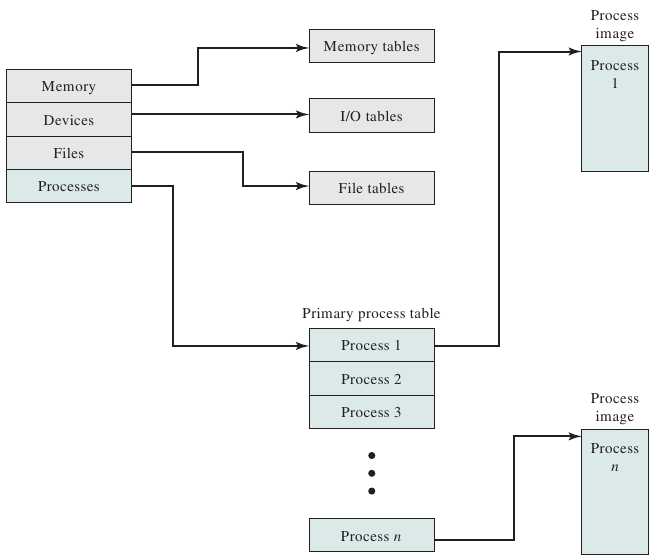 Memory
Devices
Files
Processes
Memory tables
I/O tables
File tables
Primary process table
Process 1
Process 2
Process 3
Process n
Process
image
Process
1
Process
image
Process
n